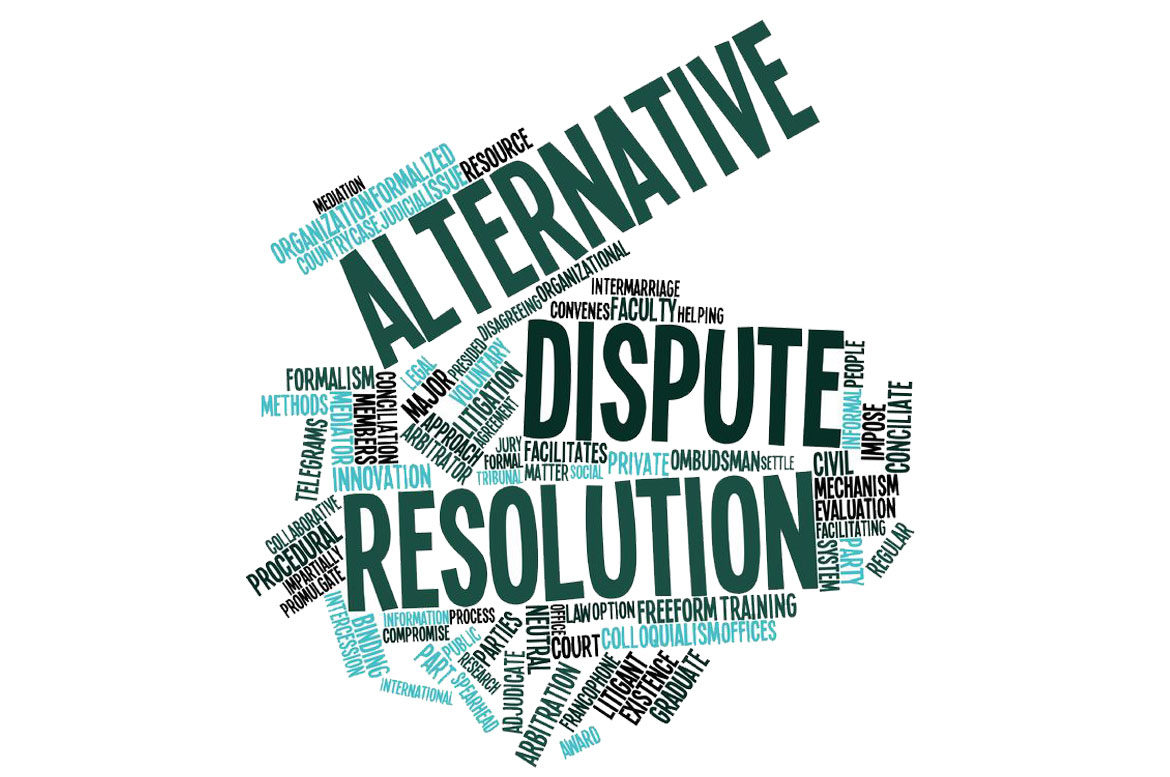 ALTERNATIVE
MEDIATION
ORGANIZATION
FORMALIZED
COUNTRY
CASE
JUDICIAL
ISSUE
RESOURCE
DISAGREEING
ORGANIZATIONAL
INTERMARRIAGE
CONVENES
FACULTY
HELPING
DISPUTE
FORMALISM
METHODS
MEDIATOR
MEMBERS
CONCILIATION
TELEGRAMS
INNOVATION
LEGAL
MAJOR
PRESIDED
VOLUNTARY
LITIGATION
APPROACH
AGREEMENT
ARBITRATOR
JURY
FORMAL
TRIBUNAL
FACILITATES
MATTER
SOCIAL
PRIVATE
OMBUDSMAN
SETTLE
PEOPLE
INFORMAL
IMPOSE
CONCILIATE
CIVIL
MECHANISM
EVALUATION
FACILITATING
SYSTEM
PARTY
REGULAR
RESOLUTION
COLLABORATIVE
PROCEDURAL
IMPARTIALLY
PROMULGATE
INTERCESSION
BINDING
INFORMATION
PROCESS
COMPROMISE
PUBLIC
PART
PARTIES
RESEARCH
SPEARHEAD
INTERNATIONAL
NEUTRAL
OFFICE
LAW
OPTION
FREEFORM
TRAINING
COURT
COLLOQUIALISM
OFFICES
ADJUDICATE
ARBITRATION
FRANCOPHONE
LITIGANT
EXISTENCE
GRADUATE
AWARD